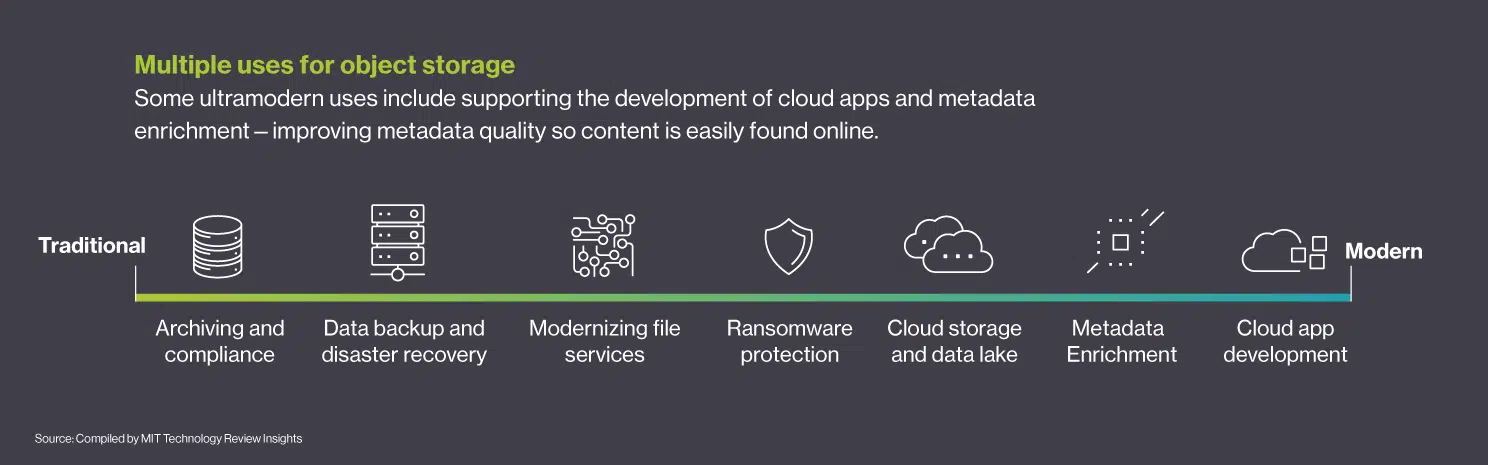 Multiple uses for object storage
Some ultramodern uses include supporting the development of cloud apps and metadata
enrichment—improving metadata quality so content is easily found online.
Traditional
Modern
Archiving and
compliance
Data backup and
disaster recovery
Modernizing file
services
Ransomware
protection
Cloud storage
and data lake
Metadata
Enrichment
Cloud app
development
Source: Compiled by MIT Technology Review Insights